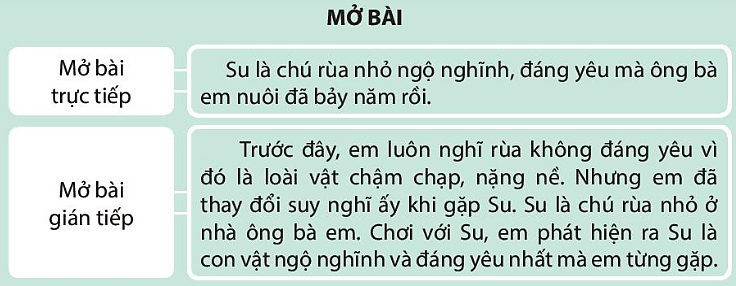 MỞ BÀI
Mở bài
trực tiếp
Su là chú rùa nhỏ ngộ nghĩnh, đáng yêu mà ông bà
em nuôi đã bảy năm rồi.
Mở bài
gián tiếp
Trước đây, em luôn nghĩ rùa không đáng yêu vì
đó là loài vật chậm chạp, nặng nề. Nhưng em đã
thay đổi suy nghĩ ấy khi gặp Su. Su là chú rùa nhỏ ở
nhà ông bà em. Chơi với Su, em phát hiện ra Su là
con vật ngộ nghĩnh và đáng yêu nhất mà em từng gặp.